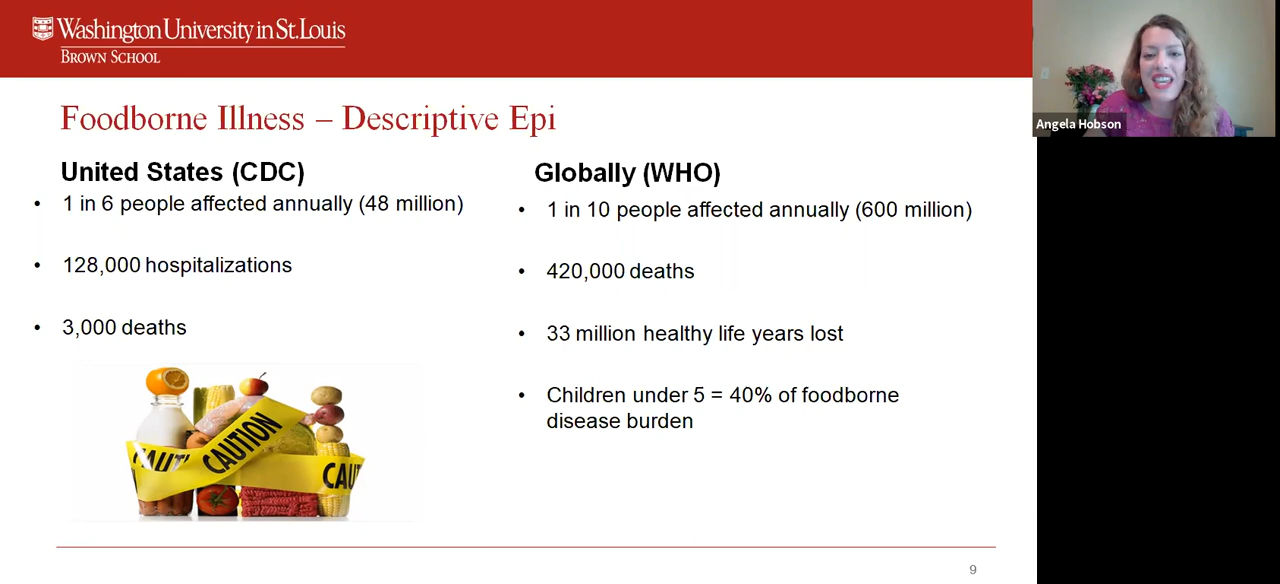 Washington University in St. Louis
BROWN SCHOOL
Angela Hobson
Foodborne Illness – Descriptive Epi
United States (CDC)
• 1 in 6 people affected annually (48 million)
• 128,000 hospitalizations
• 3,000 deaths
CAUTI
CAUTION
CAU
Globally (WHO)
• 1 in 10 people affected annually (600 million)
• 420,000 deaths
• 33 million healthy life years lost
• Children under 5 = 40% of foodborne
disease burden
9